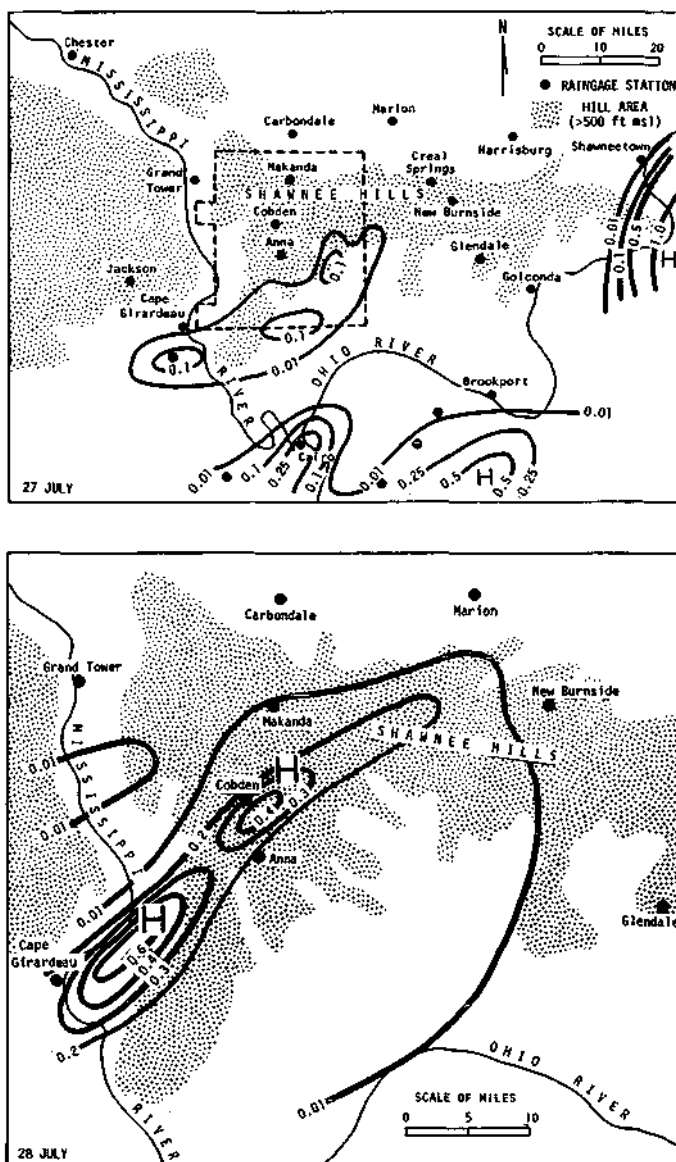 N
SCALE OF MILES
0 10 20
RAINGAGE STATION
HILL AREA
(>500 ft msl)
Chester
MISSISSIPPI
Carbondale
Marion
Harrisburg
Shawneetown
Grand
Tower
Makanda
Creal
Springs
SHAWNEE HILLS
Cobden
New Burnside
Anna
Glendale
Golconda
Jackson
Cape
Girardeau
RIVER
OHIO RIVER
Brookport
Cairo
0.01
0.1
0.5
1.0
H
0.1
0.1
0.01
0.1
0.01
0.01
0.1
0.25
0.01
0.25
0.5
H
0.5
0.25
27 JULY
Carbondale
Marion
Grand Tower
New Burnside
Makanda
SHAWNEE HILLS
MISSISSIPPI
0.01
0.01
H
Cobden
0.4
0.3
0.2
Anna
0.01
H
Glendale
Cape
Girardeau
0.6
0.4
0.3
0.2
OHIO RIVER
0.01
SCALE OF MILES
0 5 10
RIVER
28 JULY